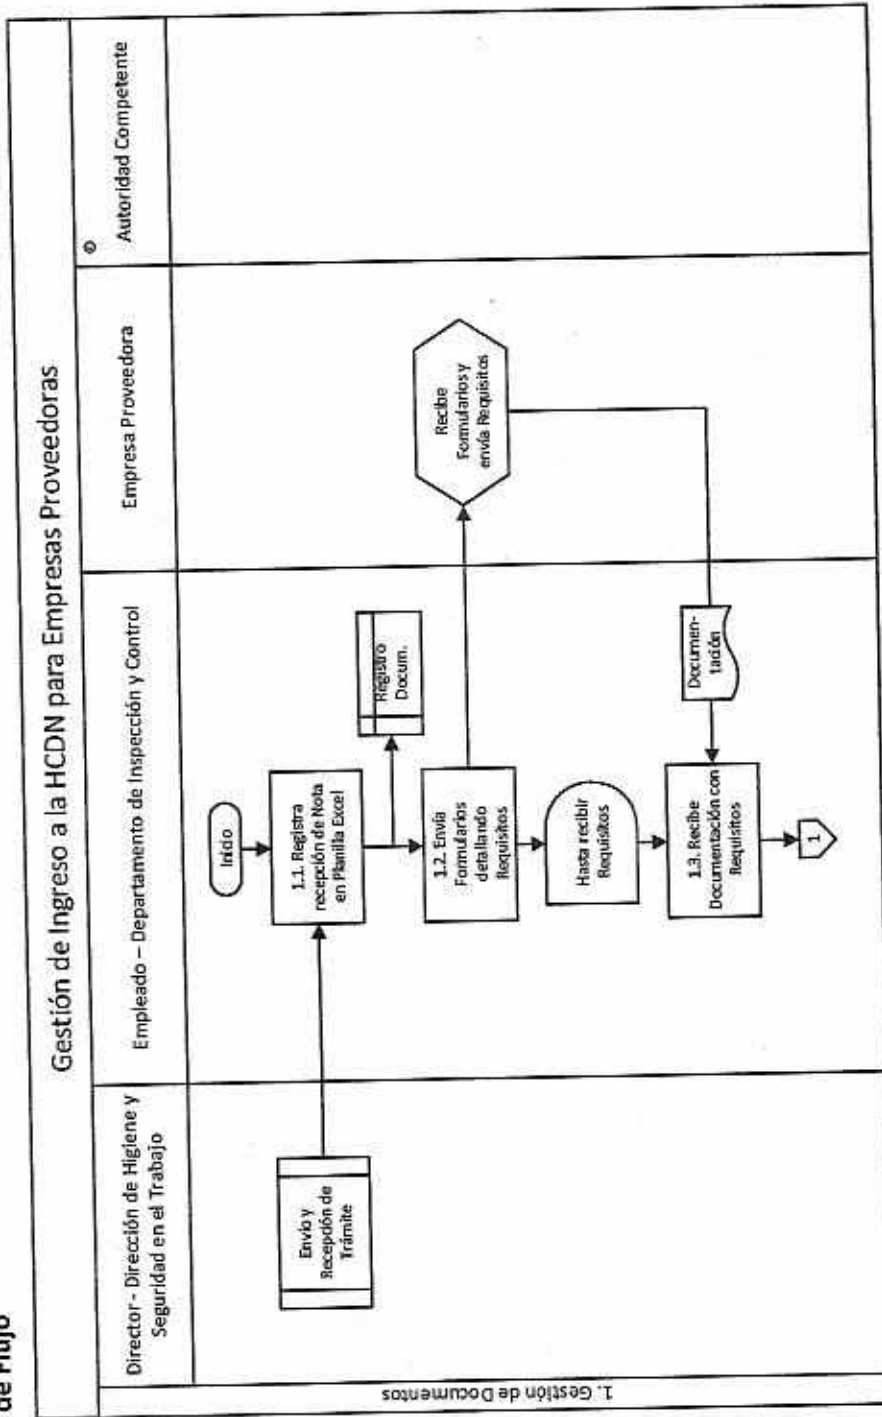 de Flujo
Gestión de Ingreso a la HCDN para Empresas Proveedoras
Director - Dirección de Higiene y
Seguridad en el Trabajo
Empleado – Departamento de Inspección y Control
Empresa Proveedora
Autoridad Competente
1. Gestión de Documentos
Envío y
Recepción de
Trámite
Inicio
1.1. Registra
recepción de Nota
en Planilla Excel
Registro
Docum.
1.2. Envía
Formularios
detallando
Requisitos
Recibe
Formularios y
envía Requisitos
Hasta recibir
Requisitos
Documen-
tación
1.3. Recibe
Documentación con
Requisitos
1